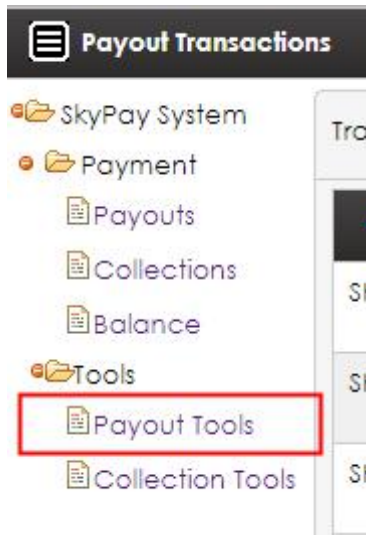 Payout Transactions
SkyPay System
Payment
Payouts
Collections
Balance
Tools
Payout Tools
Collection Tools